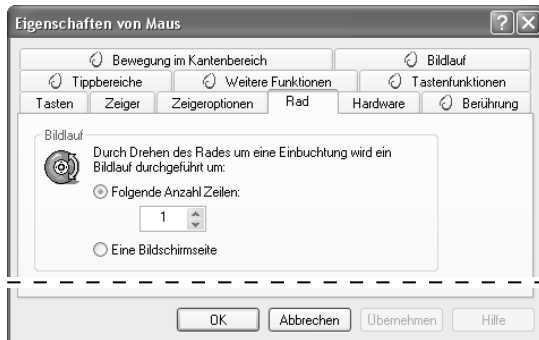 Eigenschaften von Maus
Bewegung im Kantenbereich Bildlauf
Tippbereiche Weitere Funktionen Tastenfunktionen
Tasten Zeiger Zeigeroptionen Rad Hardware Berührung
Bildlauf
Durch Drehen des Rades um eine Einbuchtung wird ein
Bildlauf durchgeführt um:
Folgende Anzahl Zeilen:
1
Eine Bildschirmseite
OK Abbrechen Übernehmen Hilfe